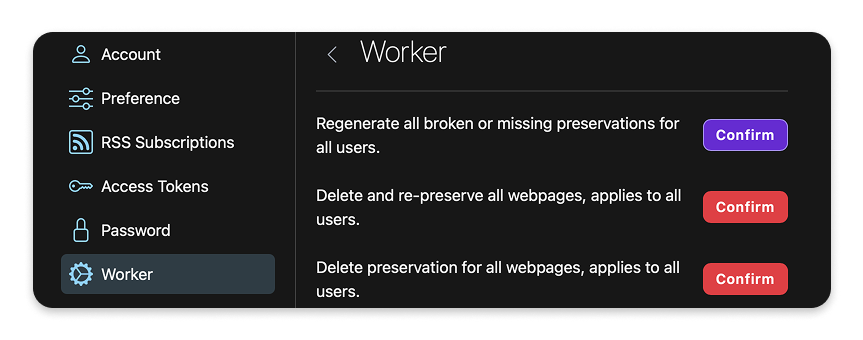 Account
Preference
RSS Subscriptions
Access Tokens
Password
Worker
Worker
Regenerate all broken or missing preservations for
all users.
Confirm
Delete and re-preserve all webpages, applies to all
users.
Confirm
Delete preservation for all webpages, applies to all
users.
Confirm